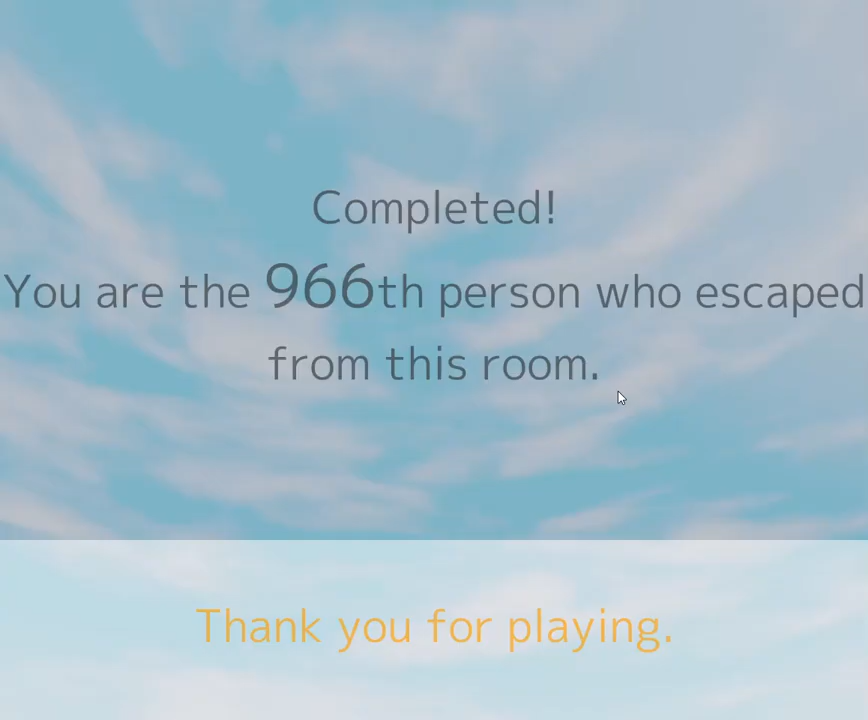 Completed!
You are the 966th person who escaped
from this room.
Thank you for playing.